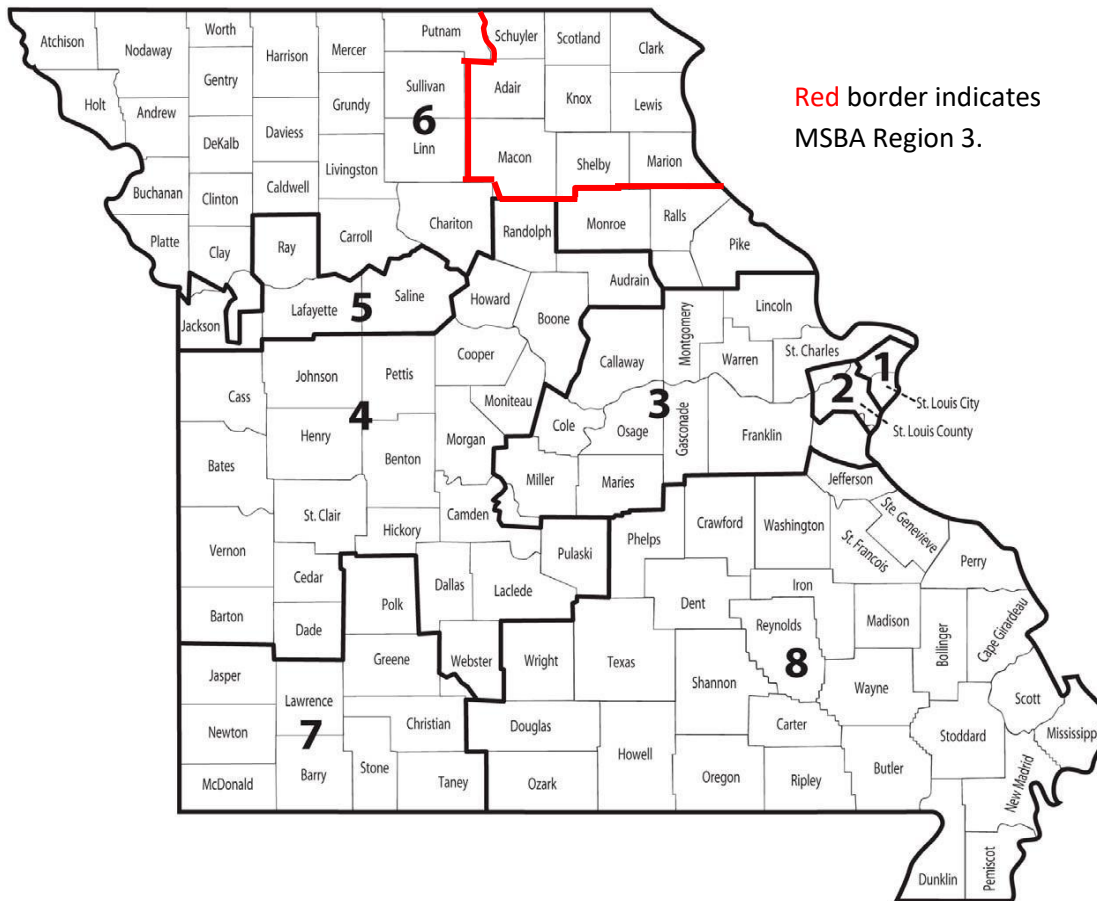 Worth
Putnam
Schuyler
Scotland
Atchison
Nodaway
Harrison
Mercer
Clark
Gentry
Sullivan
Adair
Holt
Andrew
Grundy
Knox
Lewis
Red border indicates
MSBA Region 3.
6
DeKalb
Daviess
Linn
Macon
Shelby
Marion
Livingston
Buchanan
Clinton
Caldwell
Chariton
Randolph
Monroe
Ralls
Platte
Clay
Ray
Carroll
Pike
Audrain
Jackson
Lafayette
5
Saline
Howard
Boone
Lincoln
Montgomery
Callaway
Warren
St. Charles
Cooper
Johnson
Pettis
1
2
St. Louis City
St. Louis County
Cass
4
Moniteau
3
Cole
Osage
Gasconade
Franklin
Henry
Morgan
Benton
Bates
Miller
Maries
Jefferson
St. Clair
Camden
Crawford
Washington
Ste. Genevieve
St. Francois
Hickory
Pulaski
Phelps
Vernon
Perry
Cedar
Dallas
Laclede
Iron
Polk
Dent
Barton
Dade
Reynolds
Madison
Bollinger
Cape Girardeau
Greene
Webster
Wright
Texas
8
Jasper
Shannon
Wayne
Lawrence
Scott
Newton
7
Christian
Douglas
Carter
Stoddard
Mississippi
Howell
Barry
Stone
Butler
New Madrid
McDonald
Taney
Ozark
Oregon
Ripley
Dunklin
Pemiscot